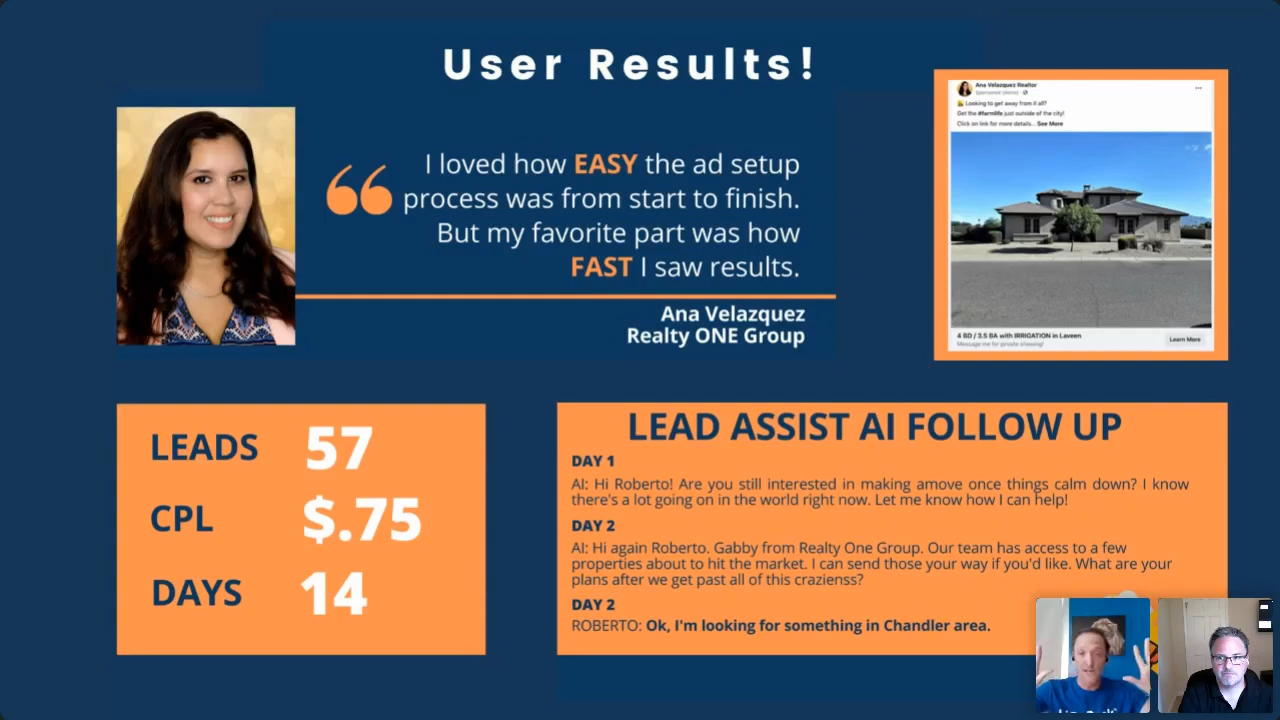 User Results!
I loved how EASY the ad setup
process was from start to finish.
But my favorite part was how
FAST I saw results.
Ana Velazquez
Realty ONE Group
Ana Velazquez Realtor
Looking to get away from it all?
Get the #farmlife just outside of the city!
Click on link for more details... See More
4 BD / 3.5 BA with IRRIGATION in Laveen
Message me for private showing!
Learn More
LEADS 57
CPL $.75
DAYS 14
LEAD ASSIST AI FOLLOW UP
DAY 1
AI: Hi Roberto! Are you still interested in making amove once things calm down? I know
there's a lot going on in the world right now. Let me know how I can help!
DAY 2
AI: Hi again Roberto. Gabby from Realty One Group. Our team has access to a few
properties about to hit the market. I can send those your way if you'd like. What are your
plans after we get past all of this crazienss?
DAY 2
ROBERTO: Ok, I'm looking for something in Chandler area.